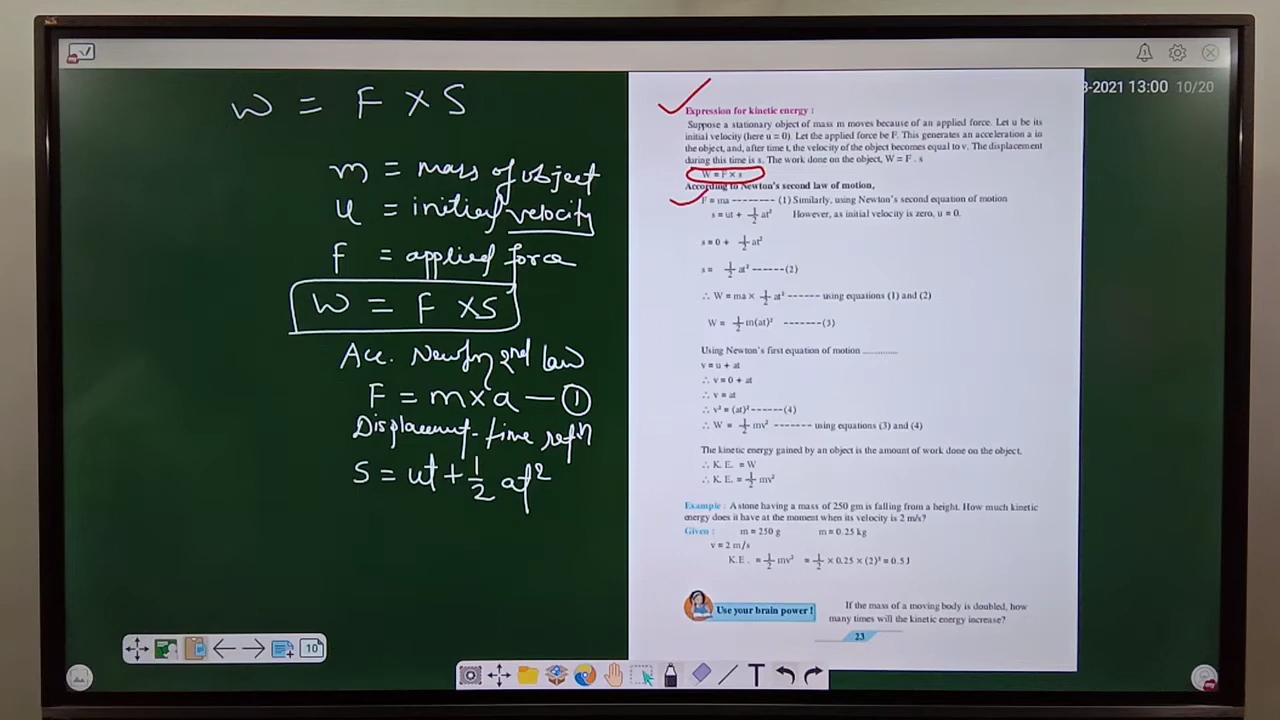 3-2021 13:00 10/20
W = F × S
m = mass of object
u = initial velocity
F = applied force
W = F × S
Acc. Newton 2nd law
F = m × a — ①
Displacement - time relⁿ
S = ut + 1/2 at²
Expression for kinetic energy :
Suppose a stationary object of mass m moves because of an applied force. Let u be its
initial velocity (here u = 0). Let the applied force be F. This generates an acceleration a in
the object, and, after time t, the velocity of the object becomes equal to v. The displacement
during this time is s. The work done on the object, W = F . s
W = F × s
According to Newton's second law of motion,
F = ma -------- (1) Similarly, using Newton's second equation of motion
s = ut + 1/2 at² However, as initial velocity is zero, u = 0.
s = 0 + 1/2 at²
s = 1/2 at² ------(2)
∴ W = ma × 1/2 at² ------ using equations (1) and (2)
W = 1/2 m(at)² -------(3)
Using Newton's first equation of motion ............
v = u + at
∴ v = 0 + at
∴ v = at
∴ v² = (at)² ------(4)
∴ W = 1/2 mv² ------- using equations (3) and (4)
The kinetic energy gained by an object is the amount of work done on the object.
∴ K. E. = W
∴ K. E. = 1/2 mv²
Example : A stone having a mass of 250 gm is falling from a height. How much kinetic
energy does it have at the moment when its velocity is 2 m/s?
Given : m = 250 g m = 0.25 kg
v = 2 m/s
K.E . = 1/2 mv² = 1/2 × 0.25 × (2)² = 0.5 J
Use your brain power !
If the mass of a moving body is doubled, how
many times will the kinetic energy increase?
23
10